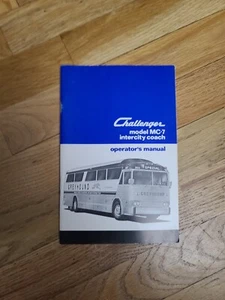 Challenger
model MC-7
intercity coach
operator's manual